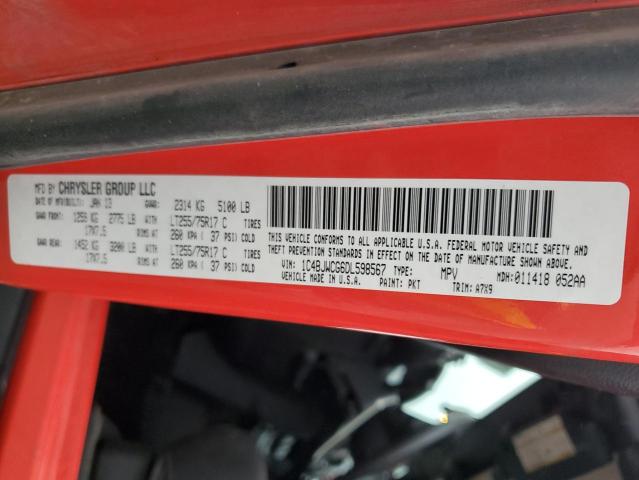 MFD BY CHRYSLER GROUP LLC
DATE OF MFD/BUILT: JAN 13 GVWR: 2314 KG 5100 LB
GAWR FRONT: 1259 KG 2775 LB WITH LT255/75R17 C TIRES
17X7.5 RIMS AT 260 KPA ( 37 PSI) COLD
GAWR REAR: 1452 KG 3200 LB WITH LT255/75R17 C TIRES
17X7.5 RIMS AT 260 KPA ( 37 PSI) COLD
THIS VEHICLE CONFORMS TO ALL APPLICABLE U.S.A. FEDERAL MOTOR VEHICLE SAFETY
THEFT PREVENTION STANDARDS IN EFFECT ON THE DATE OF MANUFACTURE SHOWN ABOVE.
VIN: 1C4BJWCG6DL598567 TYPE: MPV MDH: 011418 052AA
VEHICLE MADE IN U.S.A. PAINT: PKT TRIM: A7X9